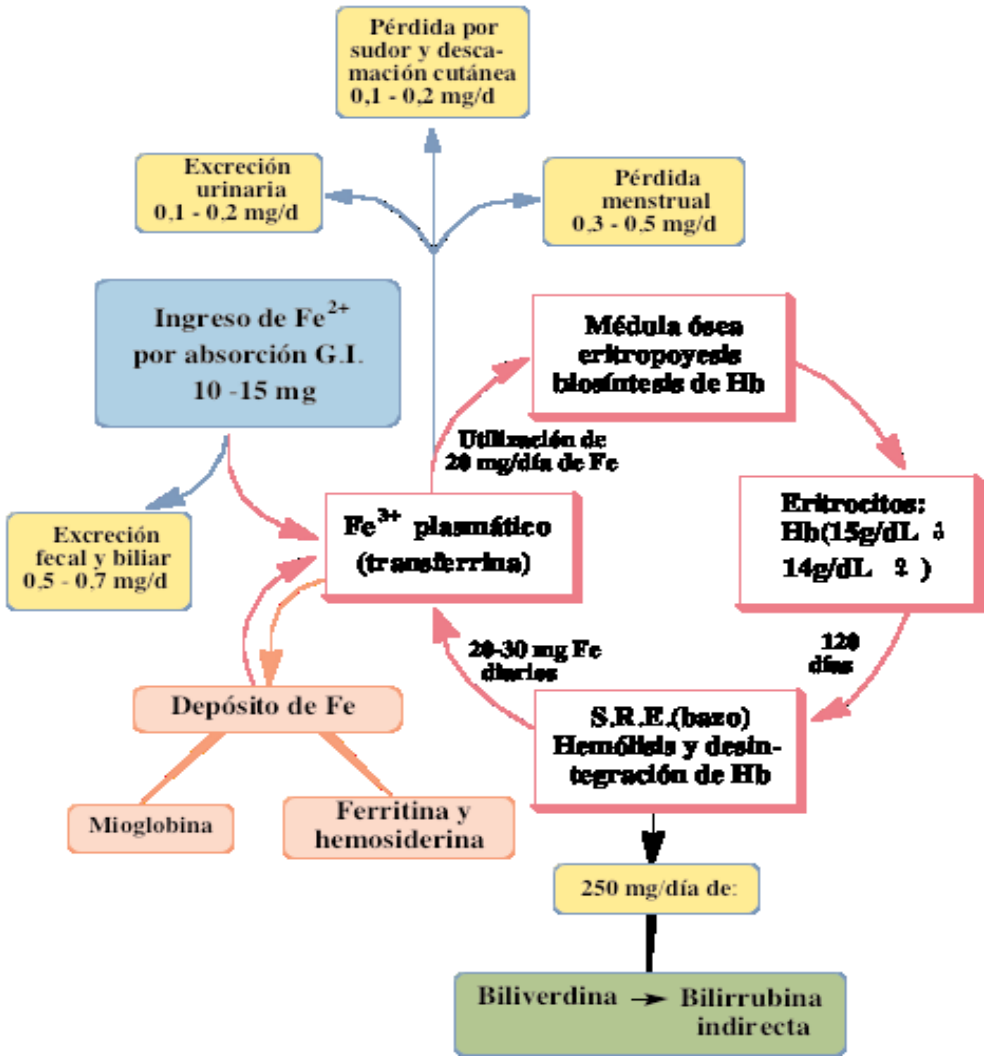 Pérdida por
sudor y desca-
mación cutánea
0,1 - 0,2 mg/d
Excreción
urinaria
0,1 - 0,2 mg/d
Pérdida
menstrual
0,3 - 0,5 mg/d
Ingreso de Fe²⁺
por absorción G.I.
10 -15 mg
Médula ósea
eritropoyesis
biosíntesis de Hb
Utilización de
20 mg/día de Fe
Excreción
fecal y biliar
0,5 - 0,7 mg/d
Fe³⁺ plasmático
(transferrina)
Eritrocitos:
Hb(15g/dL ♂
14g/dL ♀ )
20-30 mg Fe
diarios
120
días
Depósito de Fe
S.R.E.(bazo)
Hemólisis y desin-
tegración de Hb
Mioglobina
Ferritina y
hemosiderina
250 mg/día de:
Biliverdina → Bilirrubina
indirecta